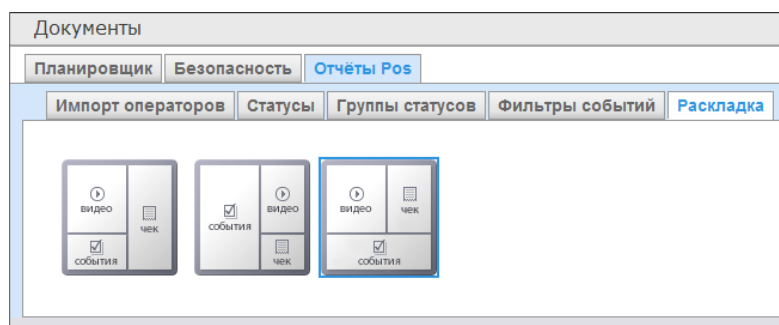 Документы
Планировщик Безопасность Отчёты Pos
Импорт операторов Статусы Группы статусов Фильтры событий Раскладка
видео чек события
события видео чек
видео чек события